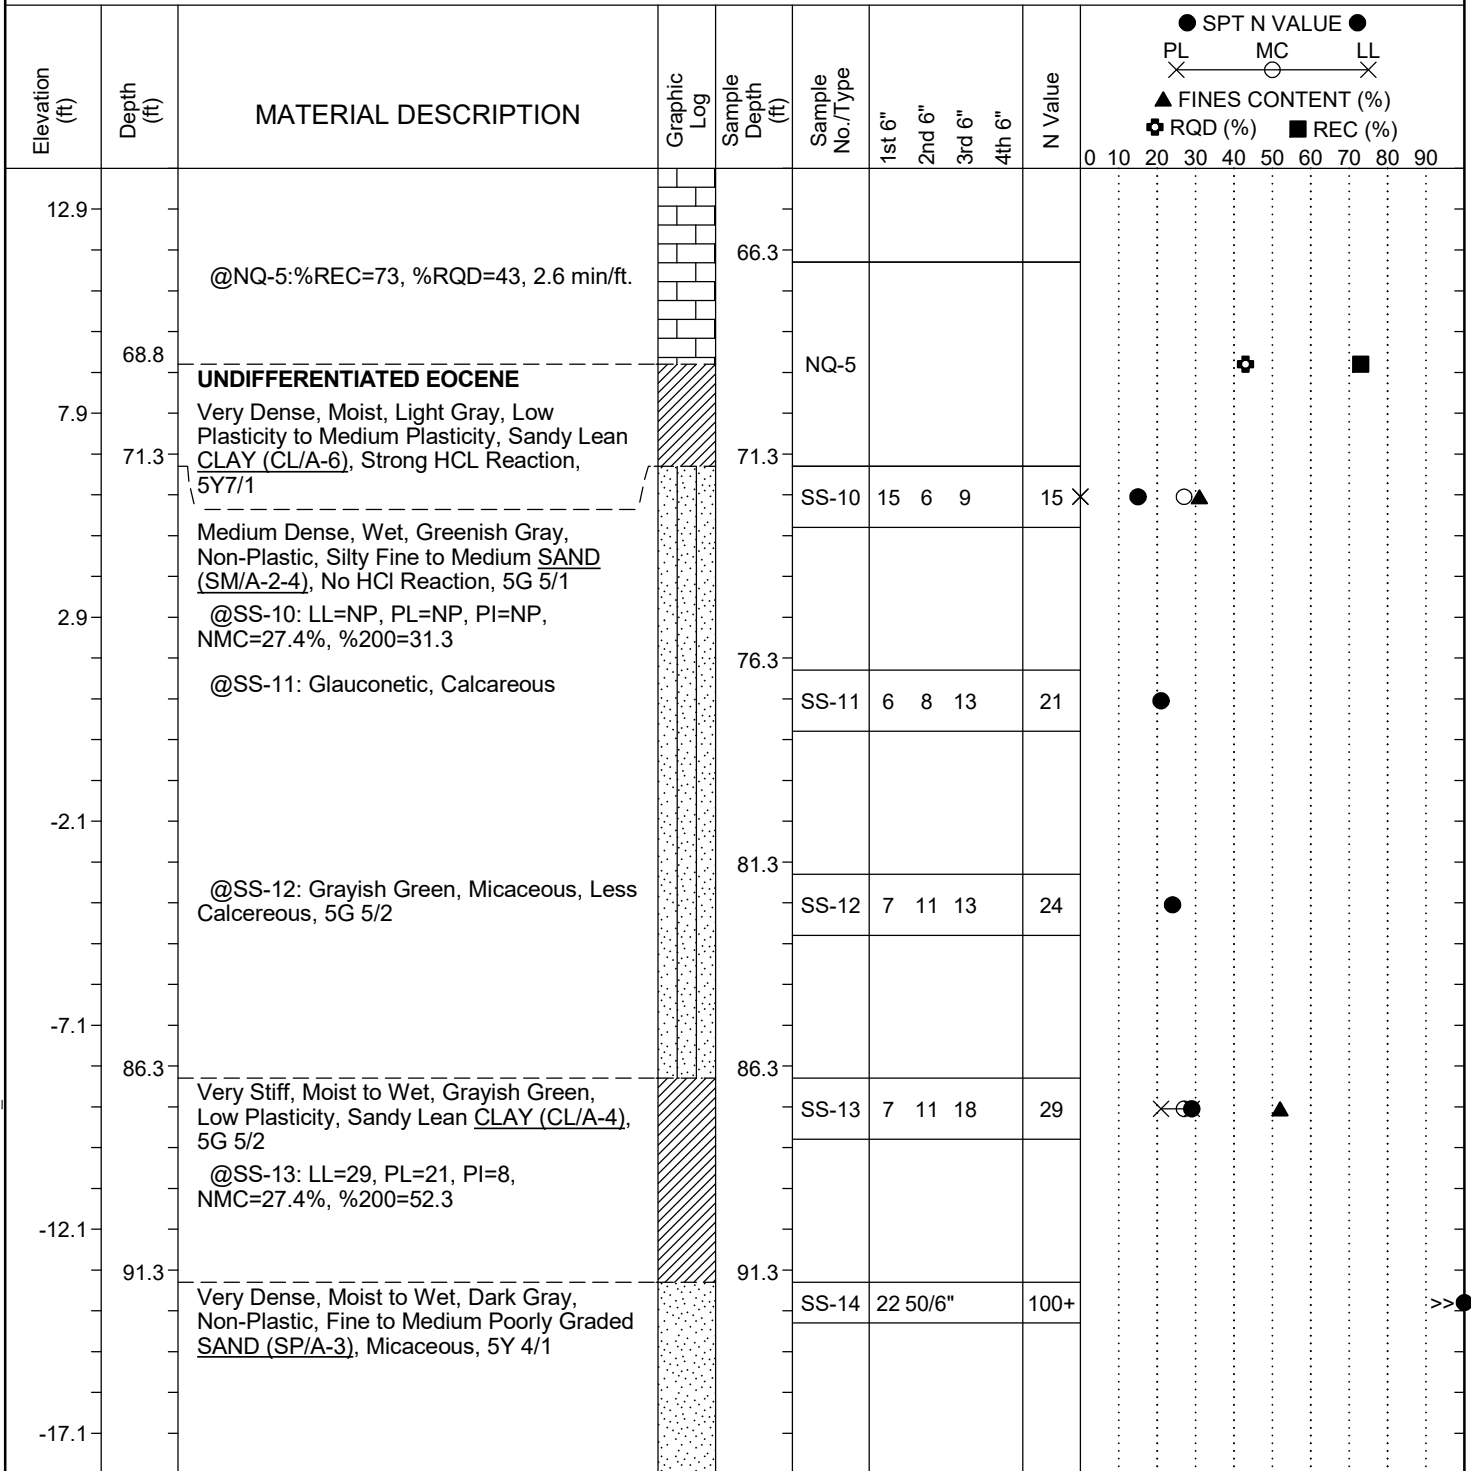 Elevation (ft)
Depth (ft)
MATERIAL DESCRIPTION
Graphic Log
Sample Depth (ft)
Sample No./Type
1st 6"
2nd 6"
3rd 6"
4th 6"
N Value
SPT N VALUE
PL MC LL
FINES CONTENT (%)
RQD (%) REC (%)
0 10 20 30 40 50 60 70 80 90
12.9
66.3
@NQ-5:%REC=73, %RQD=43, 2.6 min/ft.
68.8
NQ-5
UNDIFFERENTIATED EOCENE
7.9
Very Dense, Moist, Light Gray, Low
Plasticity to Medium Plasticity, Sandy Lean
71.3
CLAY (CL/A-6), Strong HCL Reaction,
71.3
5Y7/1
SS-10 15 6 9 15
Medium Dense, Wet, Greenish Gray,
Non-Plastic, Silty Fine to Medium SAND
(SM/A-2-4), No HCl Reaction, 5G 5/1
2.9
@SS-10: LL=NP, PL=NP, PI=NP,
NMC=27.4%, %200=31.3
76.3
@SS-11: Glauconetic, Calcareous
SS-11 6 8 13 21
-2.1
81.3
@SS-12: Grayish Green, Micaceous, Less
Calcereous, 5G 5/2
SS-12 7 11 13 24
-7.1
86.3
86.3
Very Stiff, Moist to Wet, Grayish Green,
Low Plasticity, Sandy Lean CLAY (CL/A-4),
5G 5/2
SS-13 7 11 18 29
@SS-13: LL=29, PL=21, PI=8,
NMC=27.4%, %200=52.3
-12.1
91.3
91.3
Very Dense, Moist to Wet, Dark Gray,
Non-Plastic, Fine to Medium Poorly Graded
SAND (SP/A-3), Micaceous, 5Y 4/1
SS-14 22 50/6" 100+ >>
-17.1